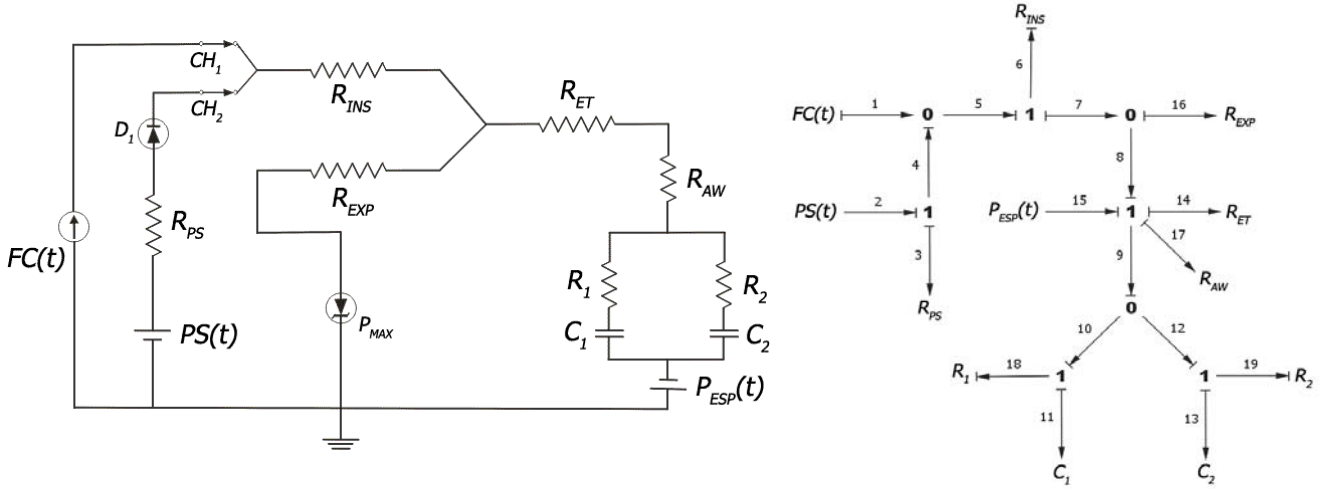 CH1
CH2
RINS
RET
D1
RAW
REXP
RPS
FC(t)
R1
R2
PMAX
PS(t)
C1
C2
PESP(t)
RINS
6
FC(t) 1 0 5 1 7 0 16 REXP
4
8
PS(t) 2 1 PESP(t) 15 1 14 RET
3
9
17
RAW
RPS
0
10
12
R1 18 1 1 19 R2
11
13
C1
C2